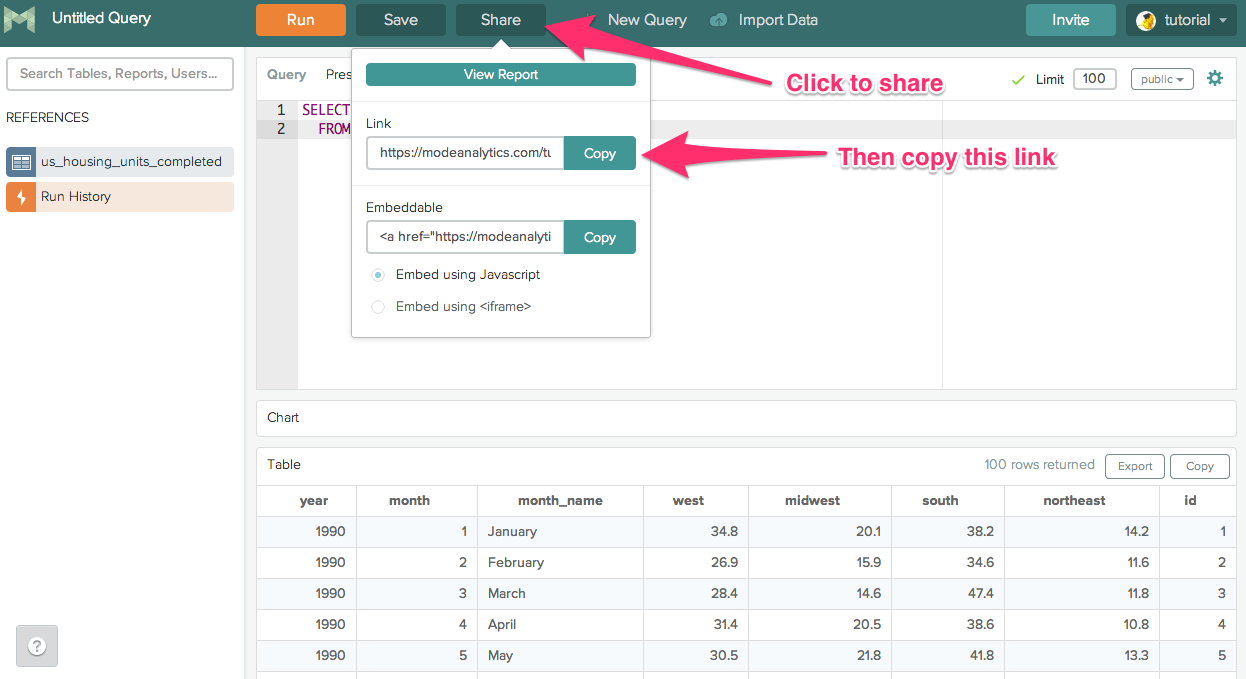 Untitled Query
Run
Save
Share
New Query
Import Data
Invite
tutorial
Search Tables, Reports, Users...
REFERENCES
us_housing_units_completed
Run History
Query
Pres
Limit
100
public
View Report
Click to share
1 SELECT
2 FROM
Link
https://modeanalytics.com/tu
Copy
Then copy this link
Embeddable
<a href="https://modeanalyti
Copy
Embed using Javascript
Embed using <iframe>
Chart
Table
100 rows returned
Export
Copy
year month month_name west midwest south northeast id
1990 1 January 34.8 20.1 38.2 14.2 1
1990 2 February 26.9 15.9 34.6 11.6 2
1990 3 March 28.4 14.6 47.4 11.8 3
1990 4 April 31.4 20.5 38.6 10.8 4
1990 5 May 30.5 21.8 41.8 13.3 5
?